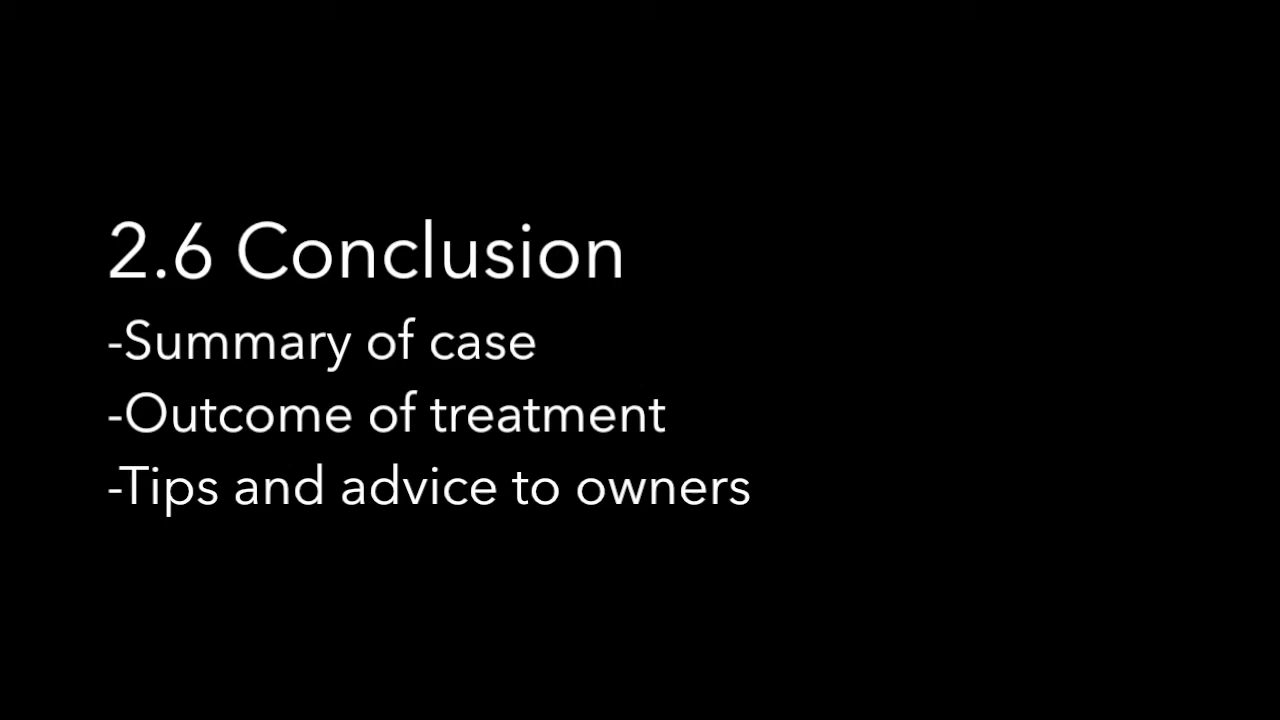 2.6 Conclusion
-Summary of case
-Outcome of treatment
-Tips and advice to owners